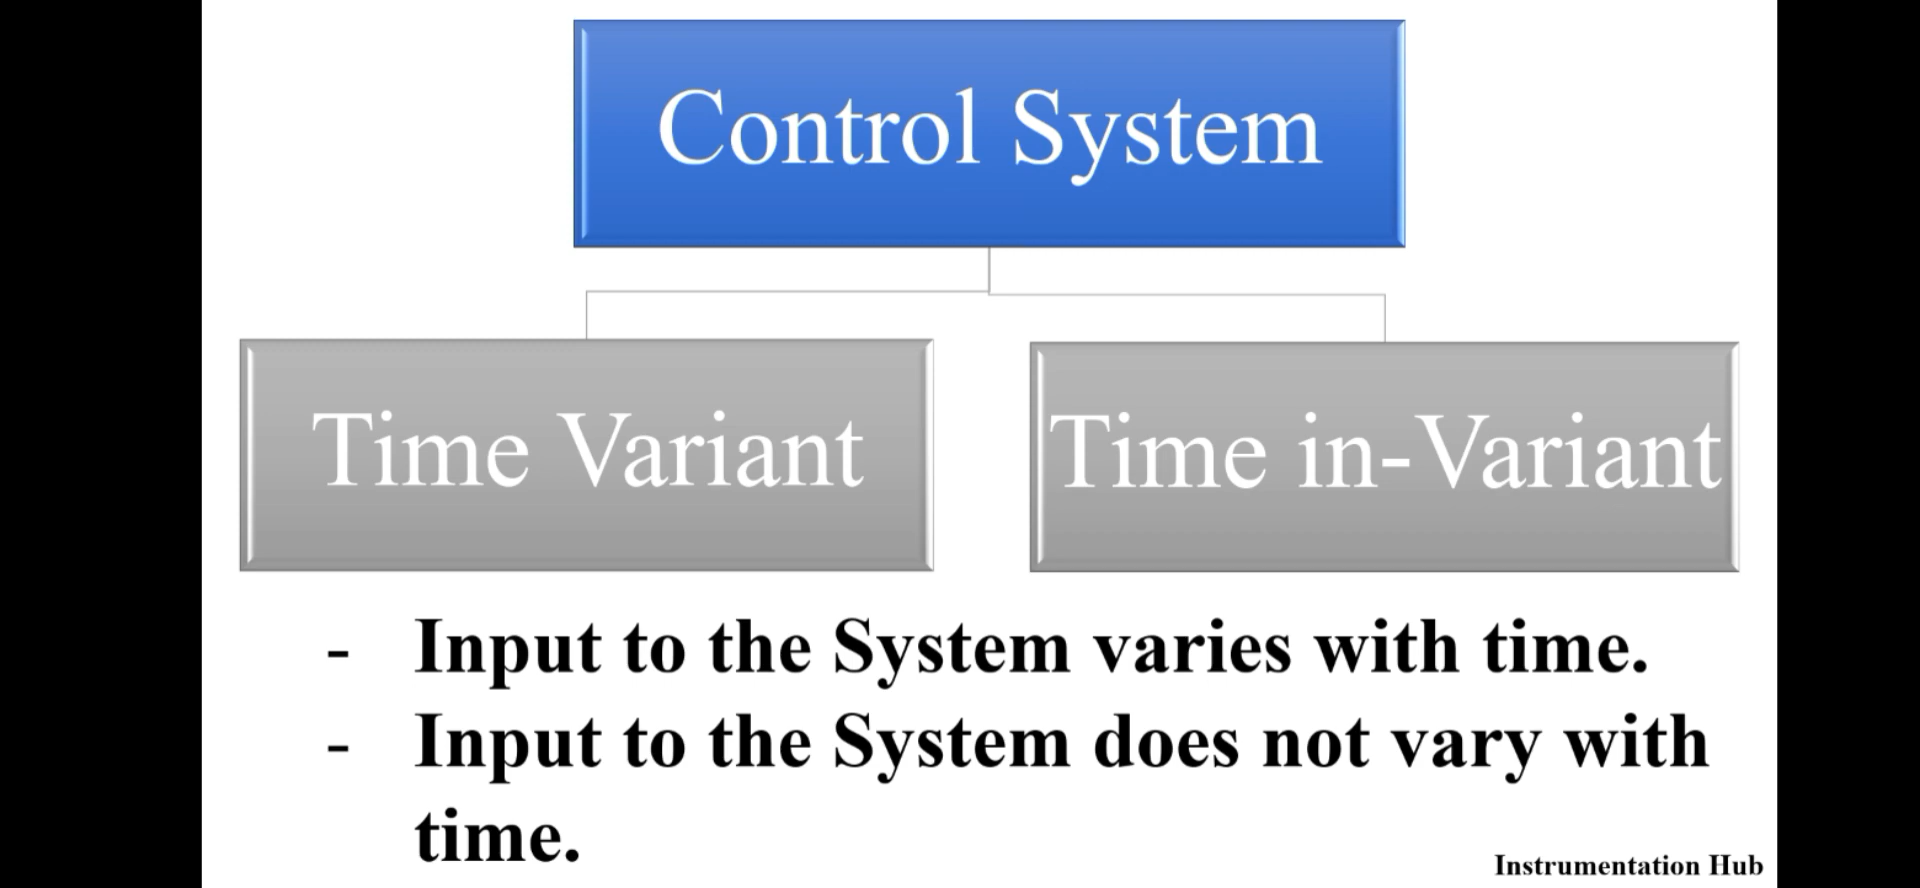 Control System
Time Variant
Time in-Variant
- Input to the System varies with time.
- Input to the System does not vary with
time.
Instrumentation Hub